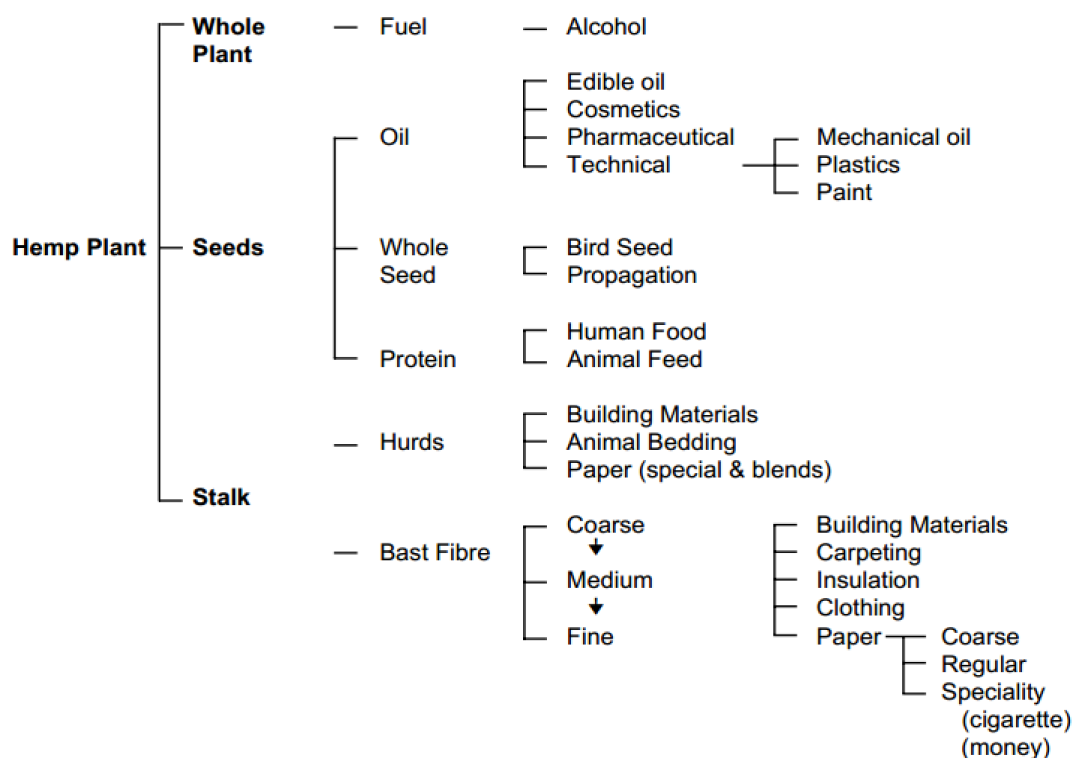 Whole
Plant
Fuel
Alcohol
Edible oil
Cosmetics
Oil
Pharmaceutical
Mechanical oil
Technical
Plastics
Paint
Hemp Plant
Seeds
Whole
Seed
Bird Seed
Propagation
Human Food
Protein
Animal Feed
Building Materials
Hurds
Animal Bedding
Paper (special & blends)
Stalk
Bast Fibre
Coarse
Medium
Fine
Building Materials
Carpeting
Insulation
Clothing
Paper
Coarse
Regular
Speciality
(cigarette)
(money)